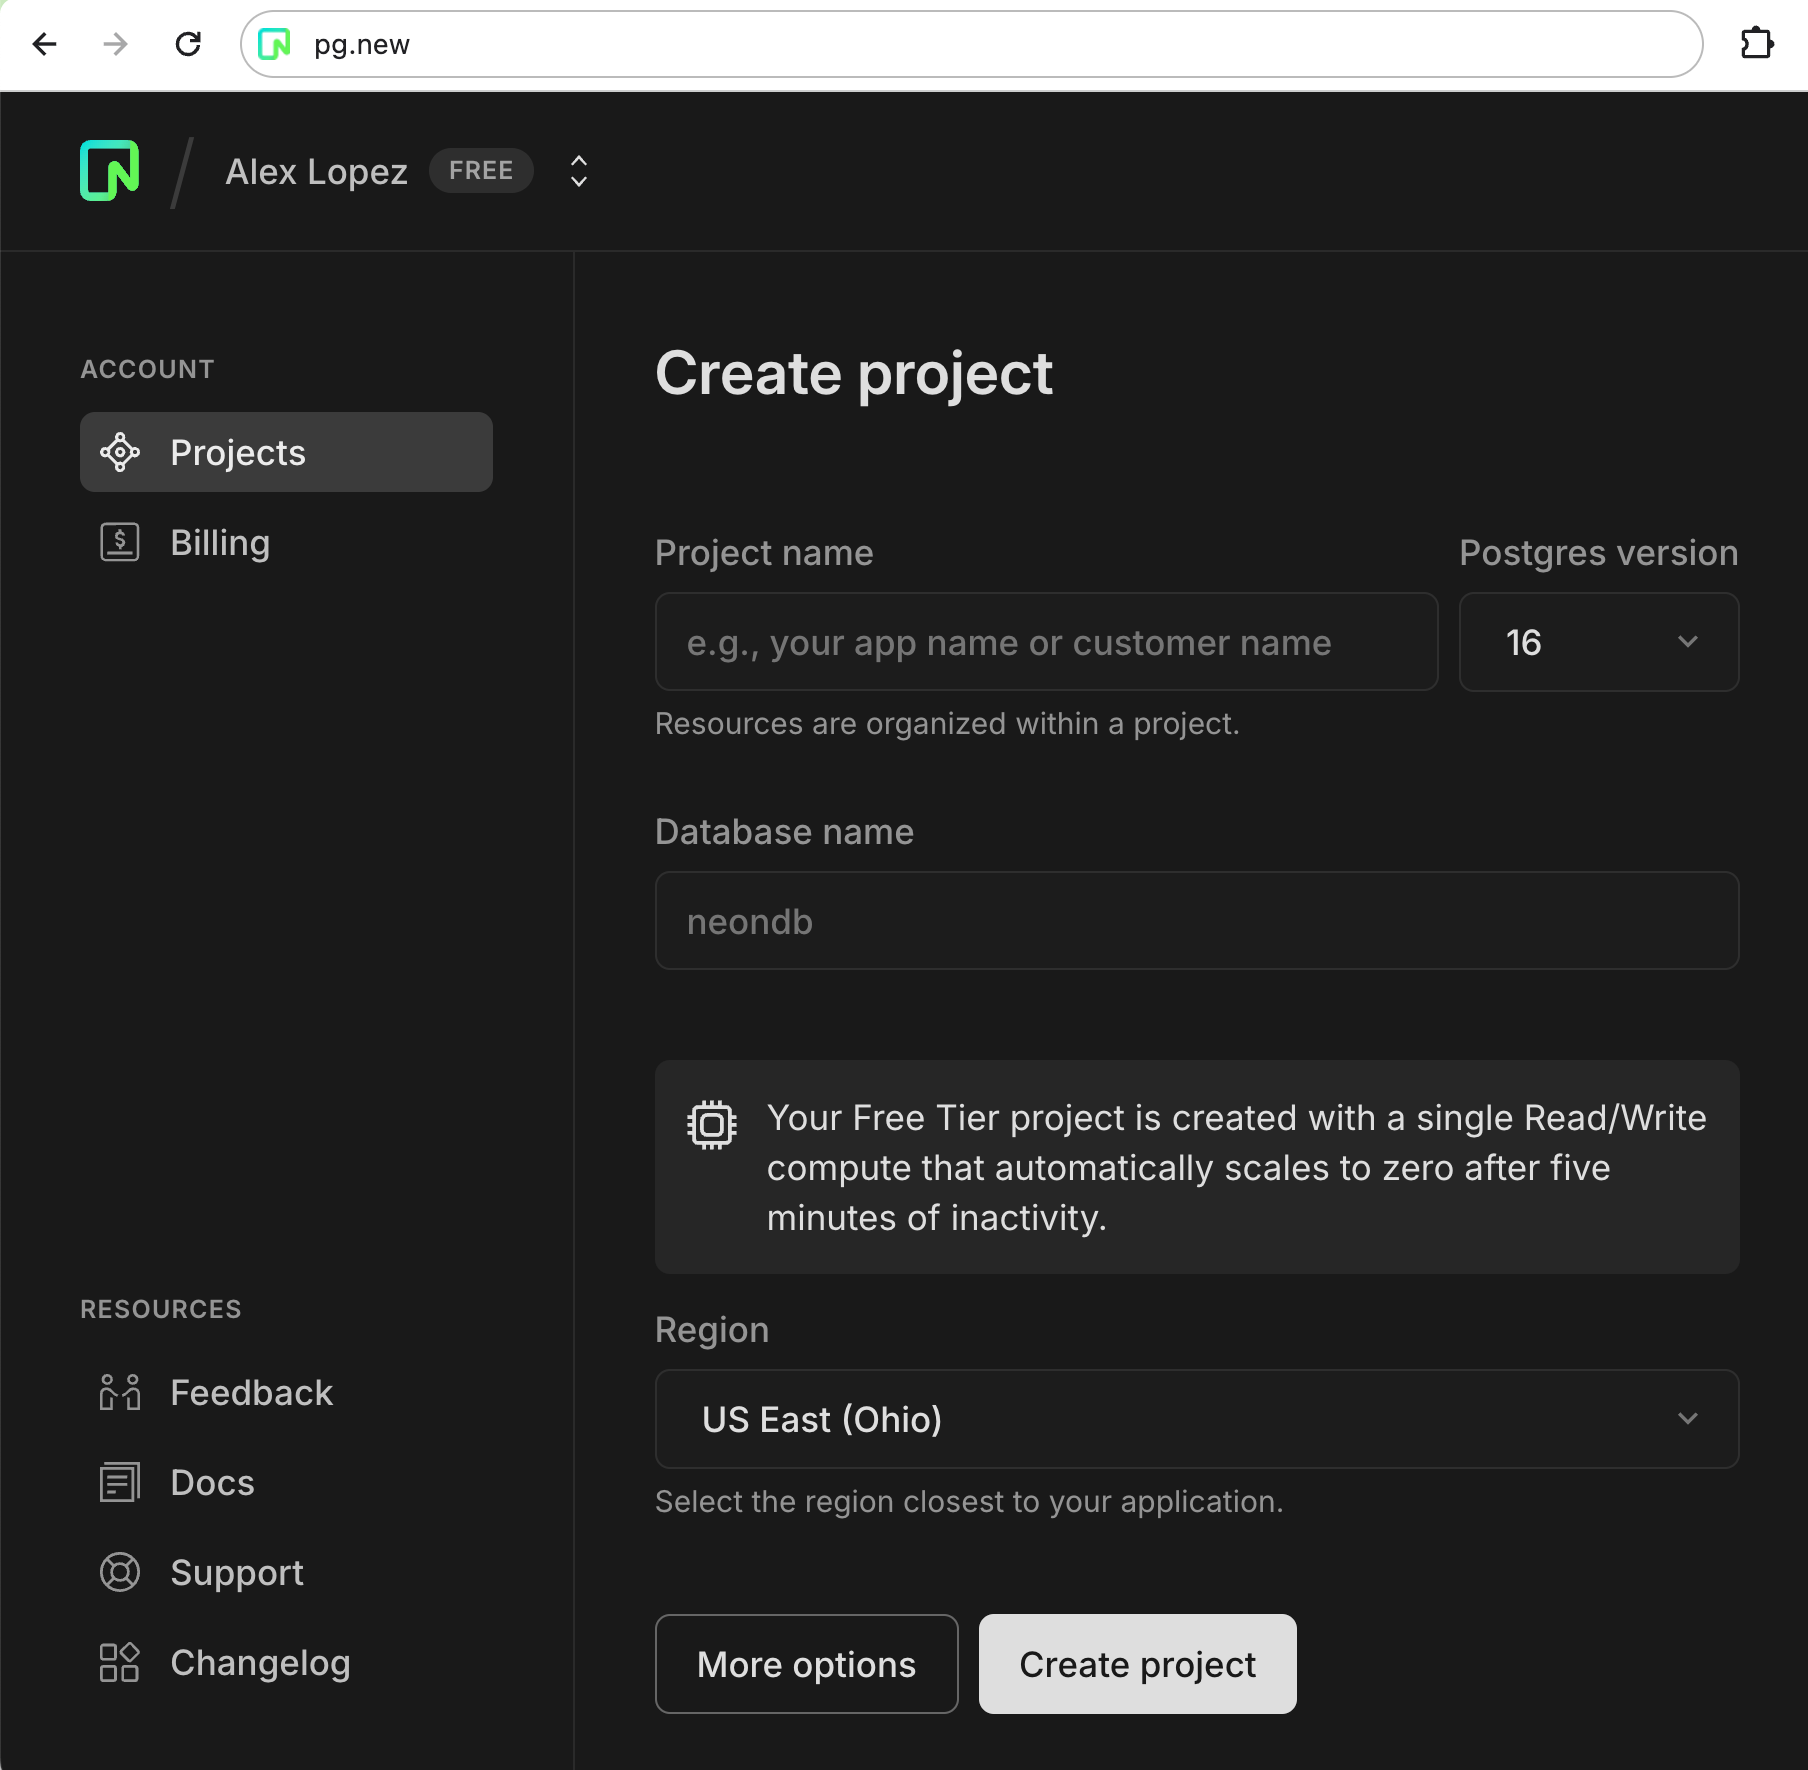 pg.new
Alex Lopez FREE
ACCOUNT
Projects
Billing
RESOURCES
Feedback
Docs
Support
Changelog
Create project
Project name
e.g., your app name or customer name
Resources are organized within a project.
Postgres version
16
Database name
neondb
Your Free Tier project is created with a single Read/Write
compute that automatically scales to zero after five
minutes of inactivity.
Region
US East (Ohio)
Select the region closest to your application.
More options
Create project